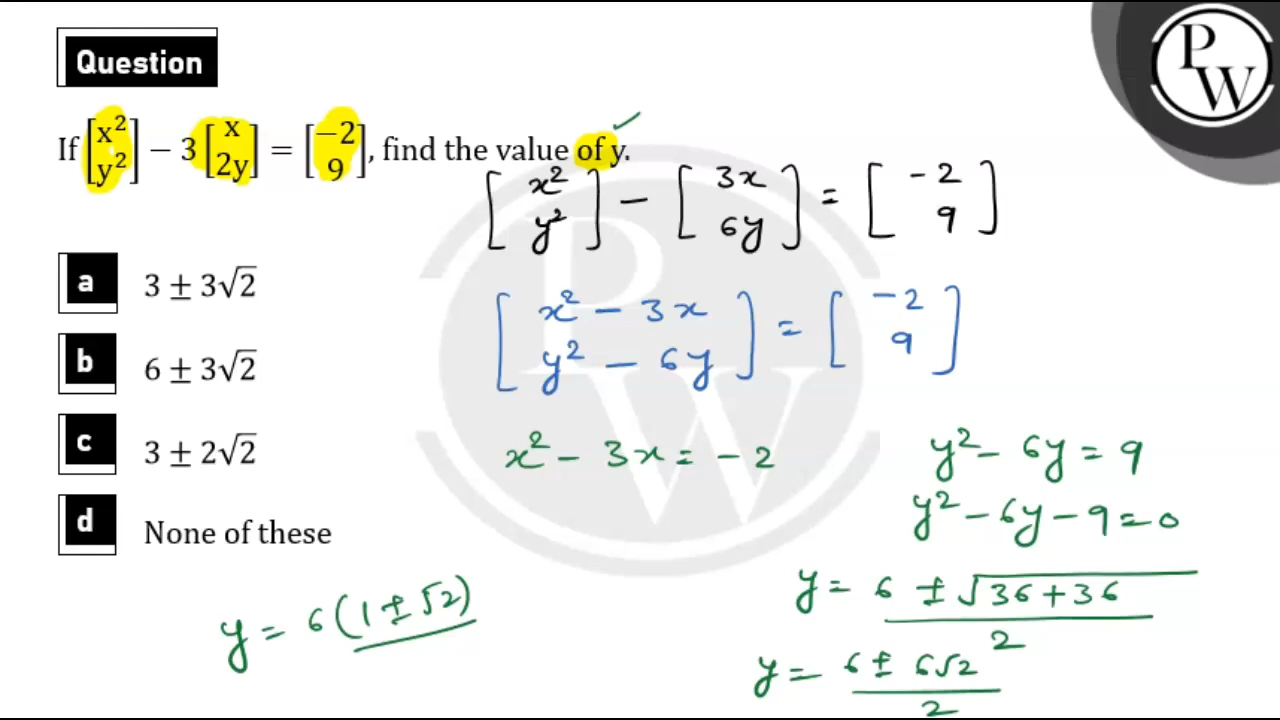 Question
PW
If [x² y²] − 3 [x 2y] = [−2 9], find the value of y.
[x² y²] − [3x 6y] = [−2 9]
a 3 ± 3√2
[x² − 3x y² − 6y] = [−2 9]
b 6 ± 3√2
c 3 ± 2√2
x² − 3x = −2
y² − 6y = 9
y² − 6y − 9 = 0
d None of these
y = 6 ± √36 + 36 / 2
y = 6 (1 ± √2)
y = 6 ± 6√2 / 2
PW